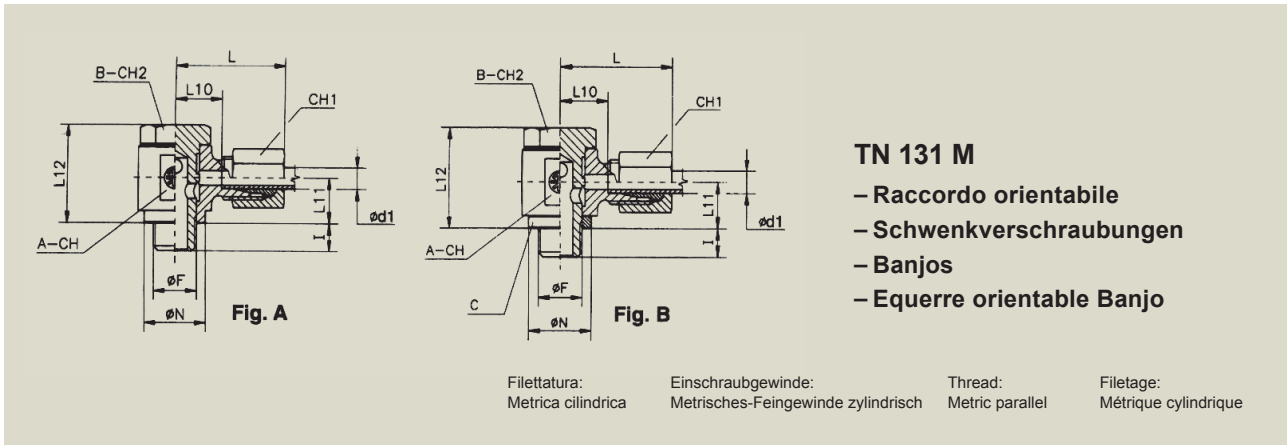 L
B-CH2
L10
CH1
L12
L11
A-CH
I
ød1
øF
øN
Fig. A
L
B-CH2
L10
CH1
L12
L11
A-CH
I
ød1
C
øF
øN
Fig. B
TN 131 M
– Raccordo orientabile
– Schwenkverschraubungen
– Banjos
– Equerre orientable Banjo
Filettatura: Einschraubgewinde: Thread: Filetage:
Metrica cilindrica Metrisches-Feingewinde zylindrisch Metric parallel Métrique cylindrique